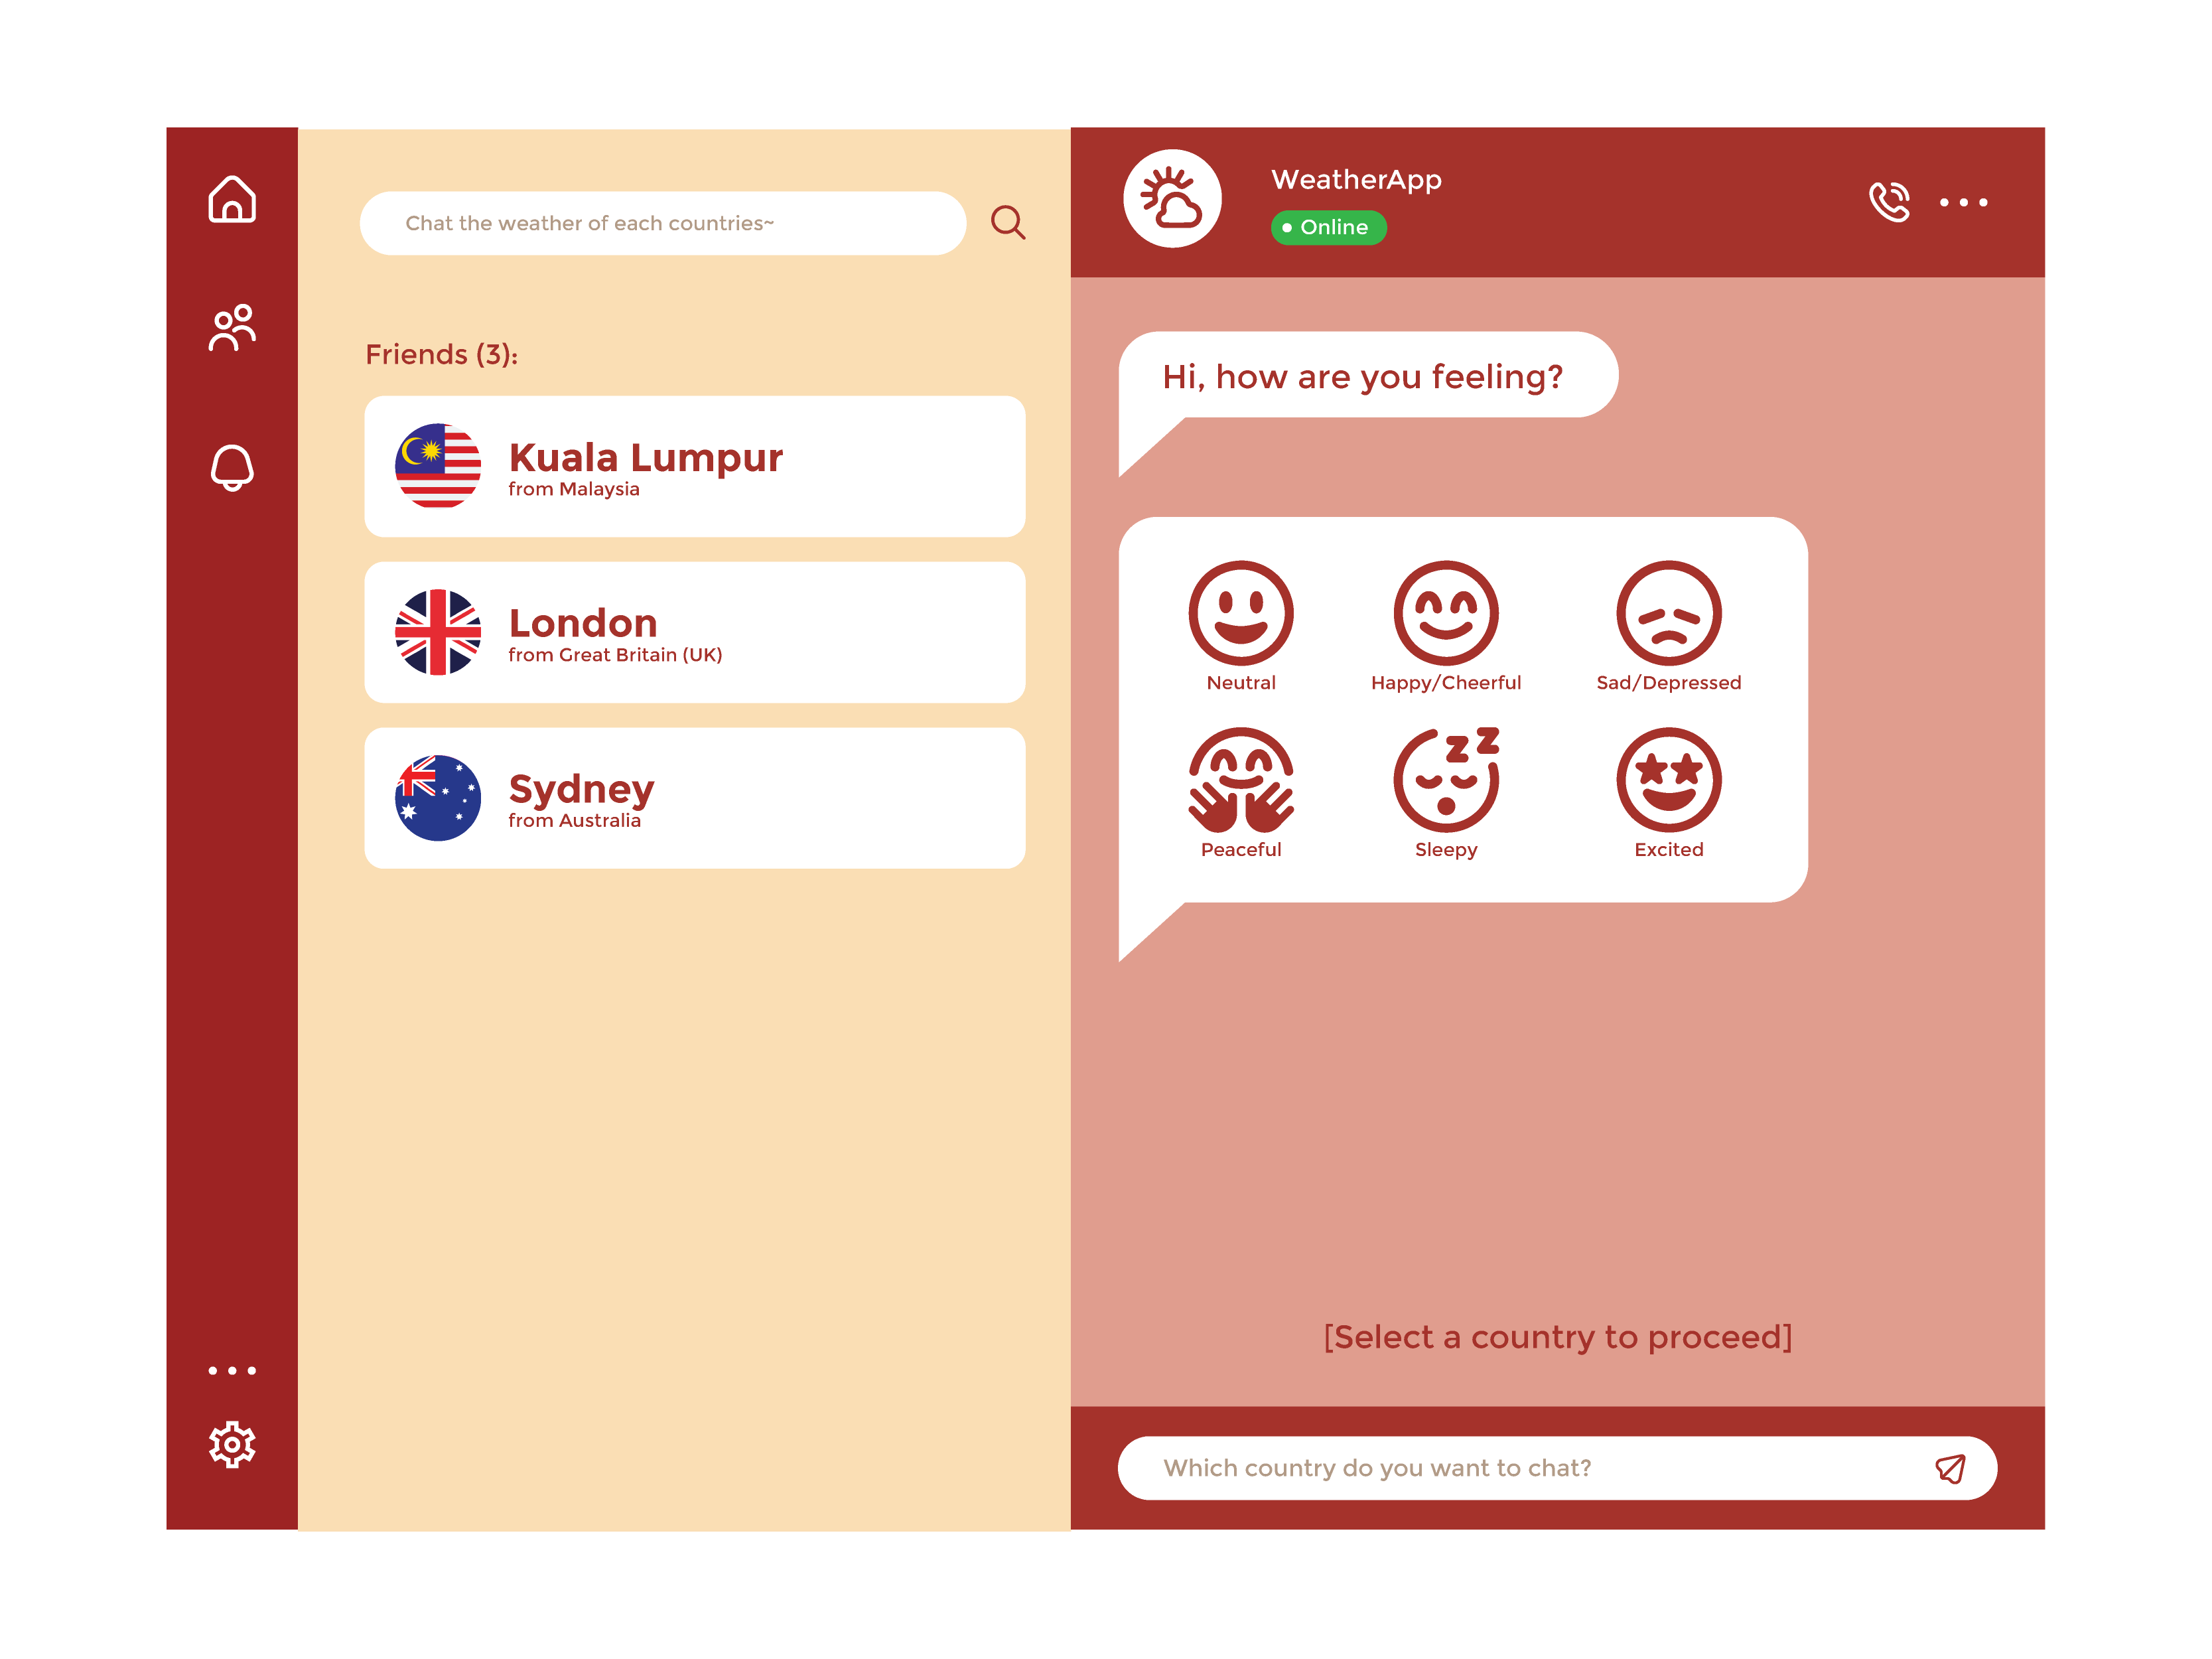 Chat the weather of each countries~
Friends (3):
Kuala Lumpur
from Malaysia
London
from Great Britain (UK)
Sydney
from Australia
WeatherApp
Online
Hi, how are you feeling?
Neutral
Happy/Cheerful
Sad/Depressed
zz
Peaceful
Sleepy
Excited
[Select a country to proceed]
Which country do you want to chat?